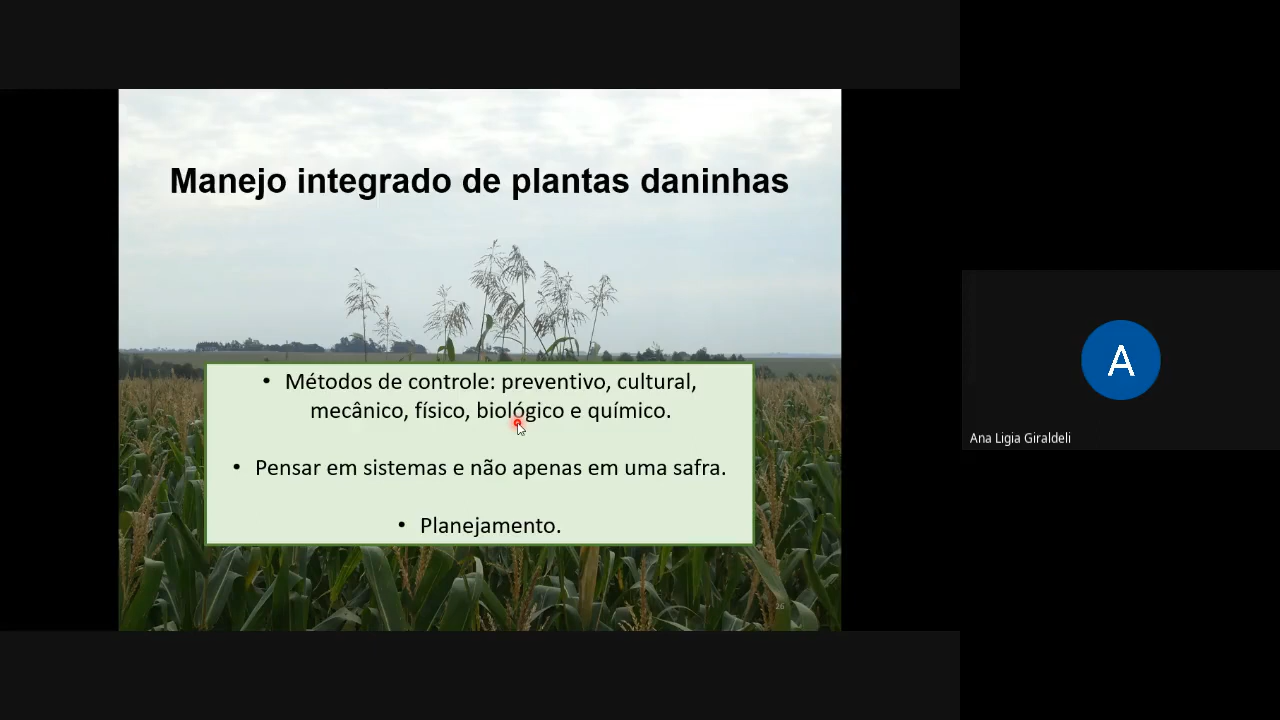 Manejo integrado de plantas daninhas
• Métodos de controle: preventivo, cultural,
mecânico, físico, biológico e químico.
• Pensar em sistemas e não apenas em uma safra.
• Planejamento.
26
A
Ana Ligia Giraldeli